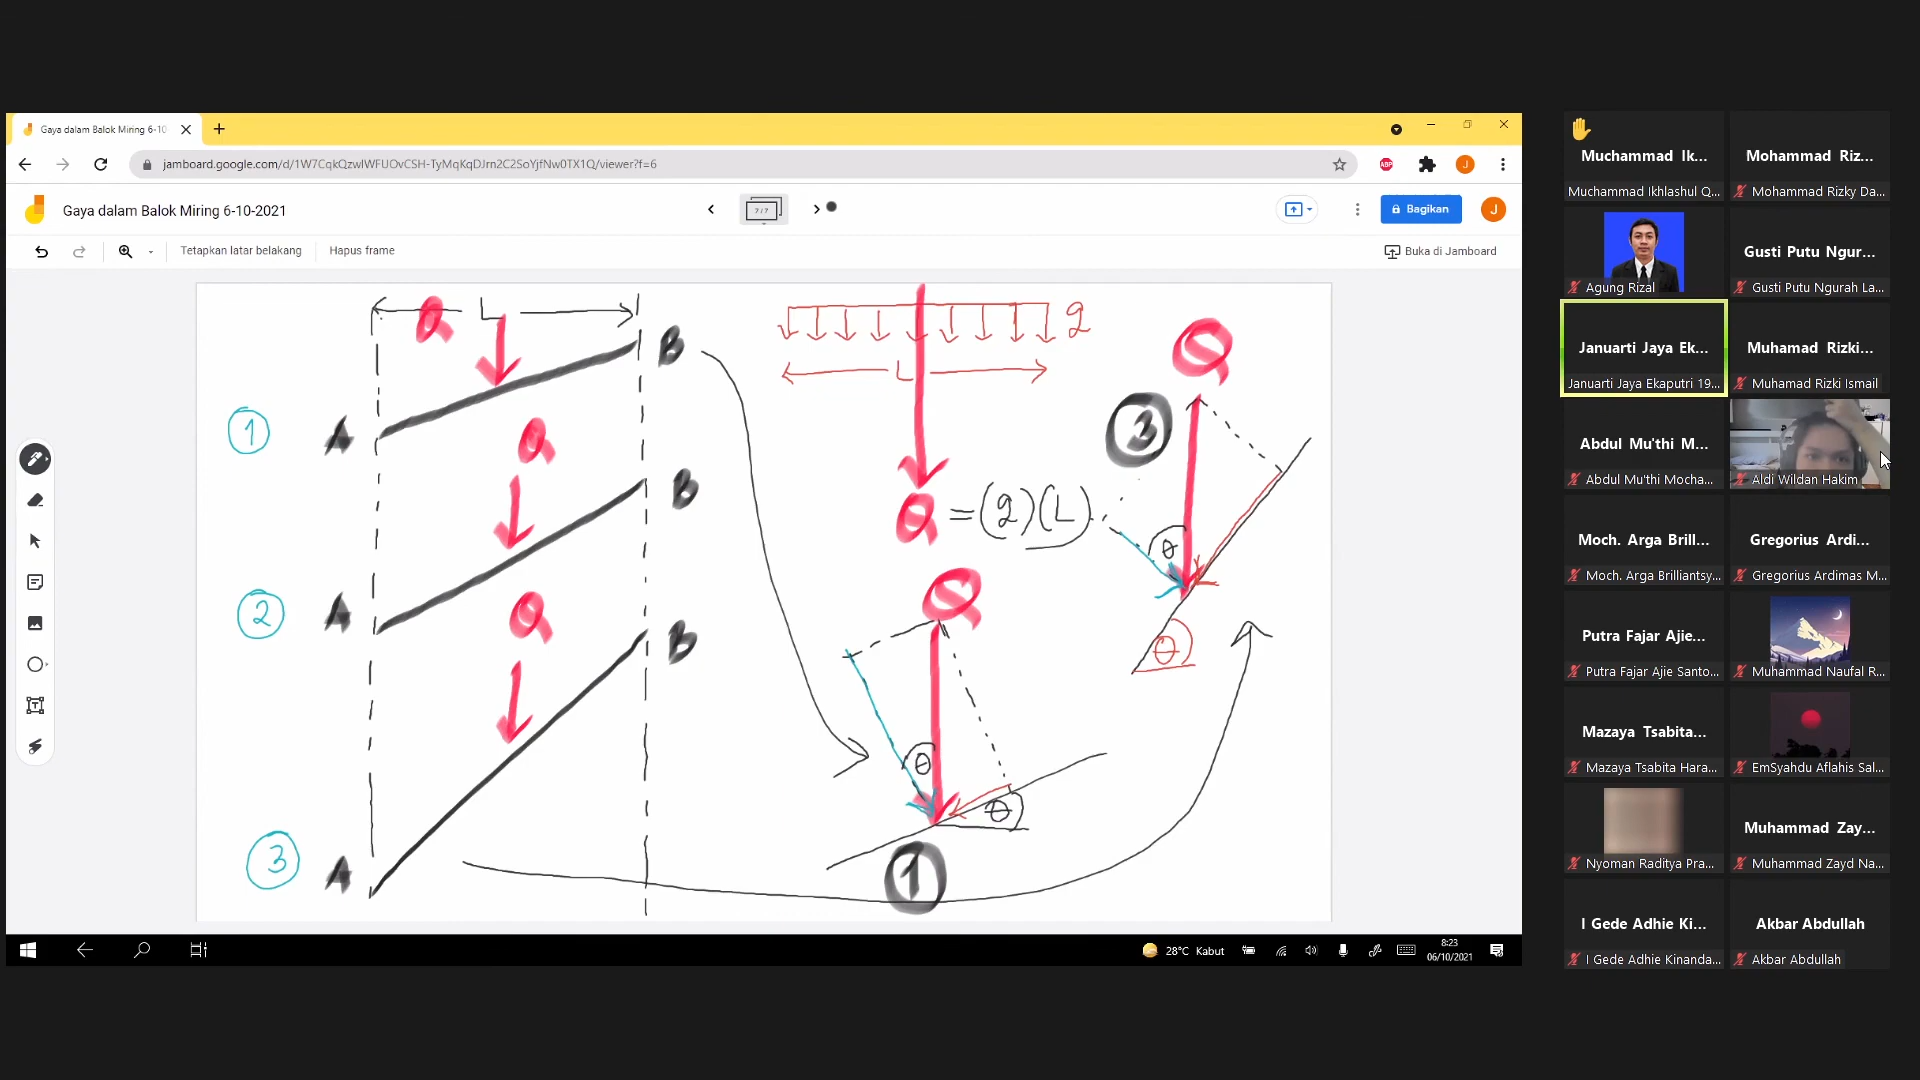 Gaya dalam Balok Miring 6-10
jamboard.google.com/d/1W7CqkQzwIWFUOvCSH-TyMqKqDJrn2C2SoYjfNw0TX1Q/viewer?f=6
ABP
J
Gaya dalam Balok Miring 6-10-2021
7 / 7
Bagikan
J
Tetapkan latar belakang
Hapus frame
Buka di Jamboard
L
Q
B
1
A
Q
B
2
A
Q
B
3
A
q
L
Q = (q)(L)
Q
3
θ
θ
Q
θ
θ
1
28°C Kabut
8:23
06/10/2021
Muchammad Ik...
Muchammad Ikhlashul Q...
Mohammad Riz...
Mohammad Rizky Da...
Agung Rizal
Gusti Putu Ngur...
Gusti Putu Ngurah La...
Januarti Jaya Ek...
Januarti Jaya Ekaputri 19...
Muhamad Rizki...
Muhamad Rizki Ismail
Abdul Mu'thi M...
Abdul Mu'thi Mocha...
Aldi Wildan Hakim
Moch. Arga Brill...
Moch. Arga Brilliantsy...
Gregorius Ardi...
Gregorius Ardimas M...
Putra Fajar Ajie...
Putra Fajar Ajie Santo...
Muhammad Naufal R...
Mazaya Tsabita...
Mazaya Tsabita Hara...
EmSyahdu Aflahis Sal...
Nyoman Raditya Pra...
Muhammad Zay...
Muhammad Zayd Na...
I Gede Adhie Ki...
I Gede Adhie Kinanda...
Akbar Abdullah
Akbar Abdullah